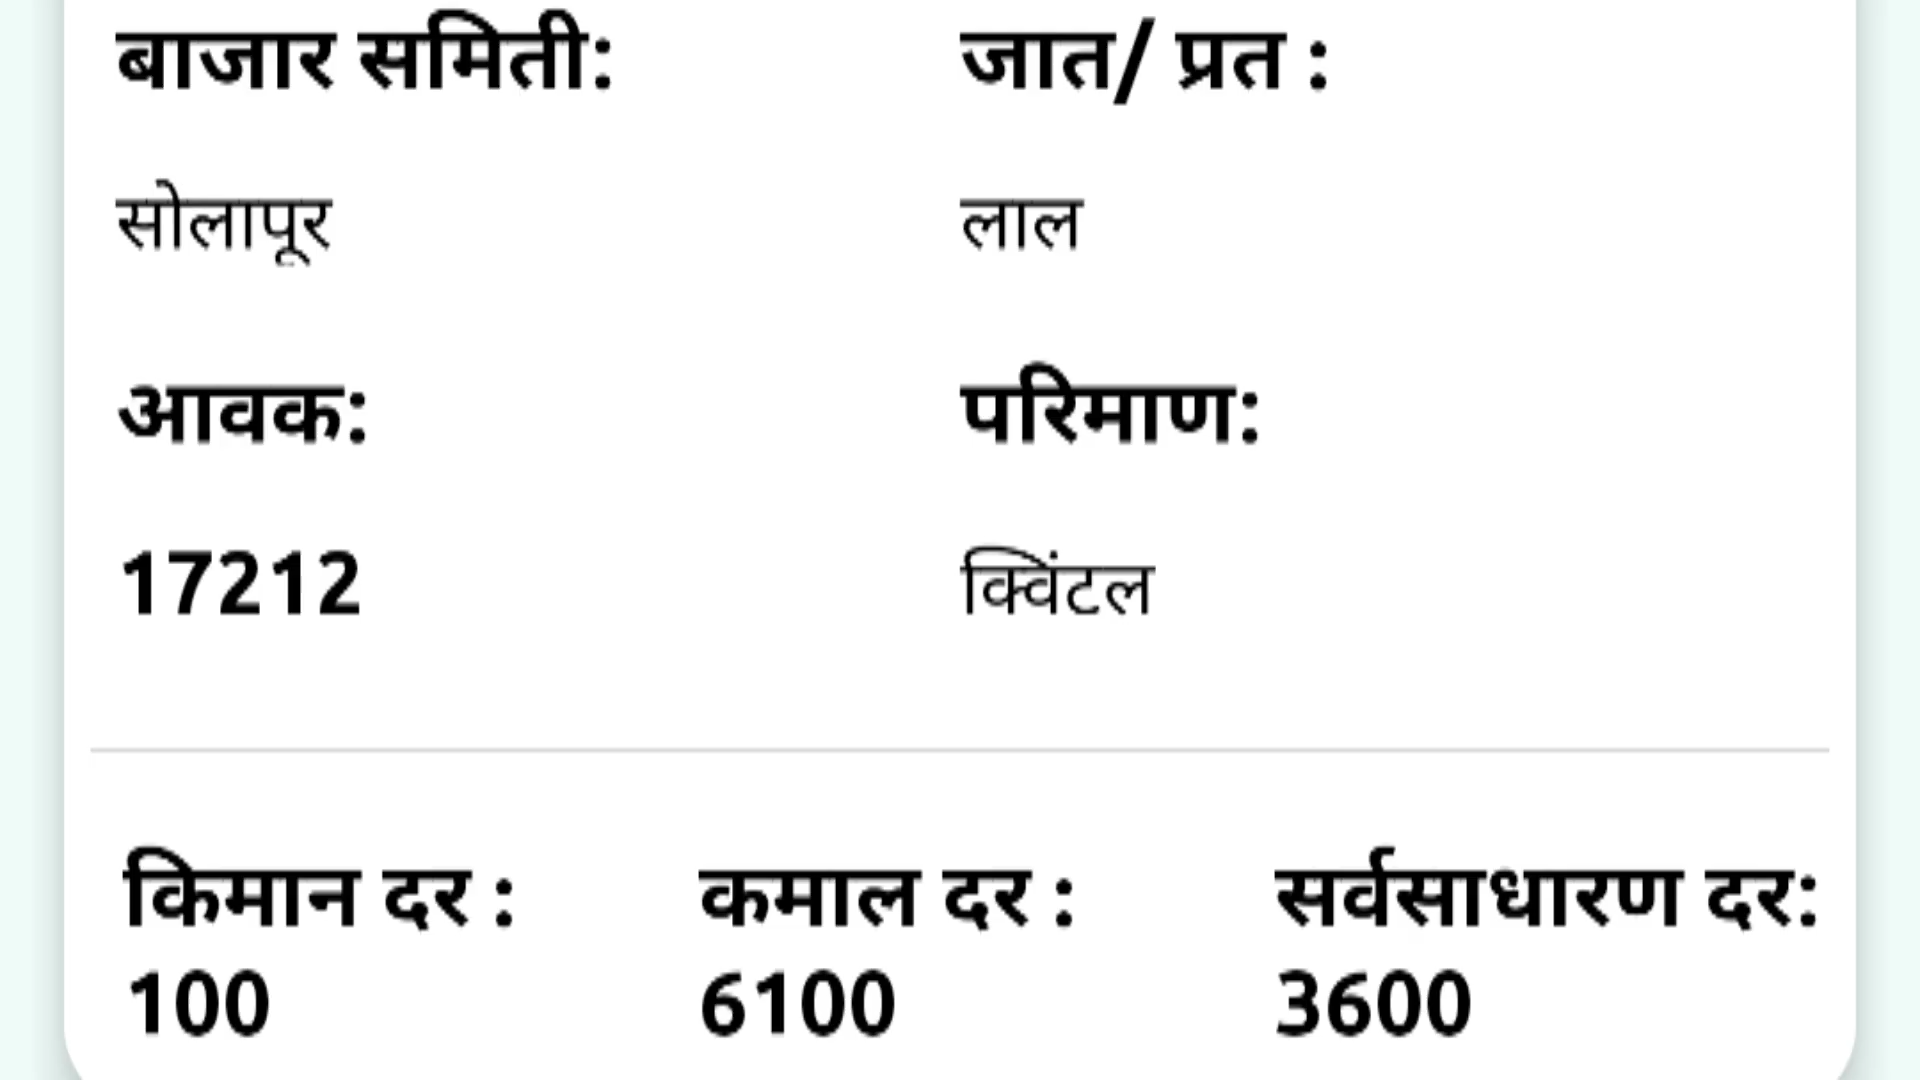 बाजार समिती: जात/ प्रत :
सोलापूर लाल
आवक: परिमाण:
17212 क्विंटल
किमान दर : कमाल दर : सर्वसाधारण दर:
100 6100 3600